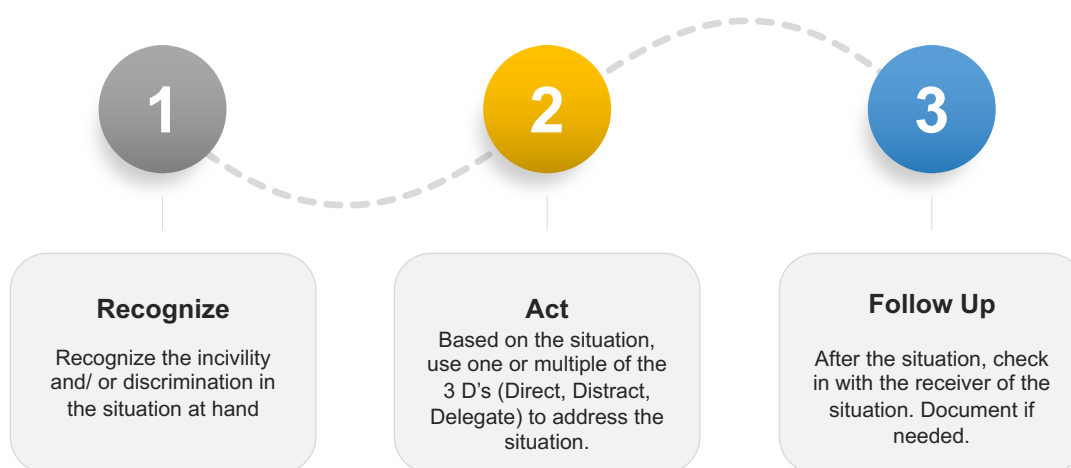 1
2
3
Recognize
Recognize the incivility
and/ or discrimination in
the situation at hand
Act
Based on the situation,
use one or multiple of the
3 D’s (Direct, Distract,
Delegate) to address the
situation.
Follow Up
After the situation, check
in with the receiver of the
situation. Document if
needed.